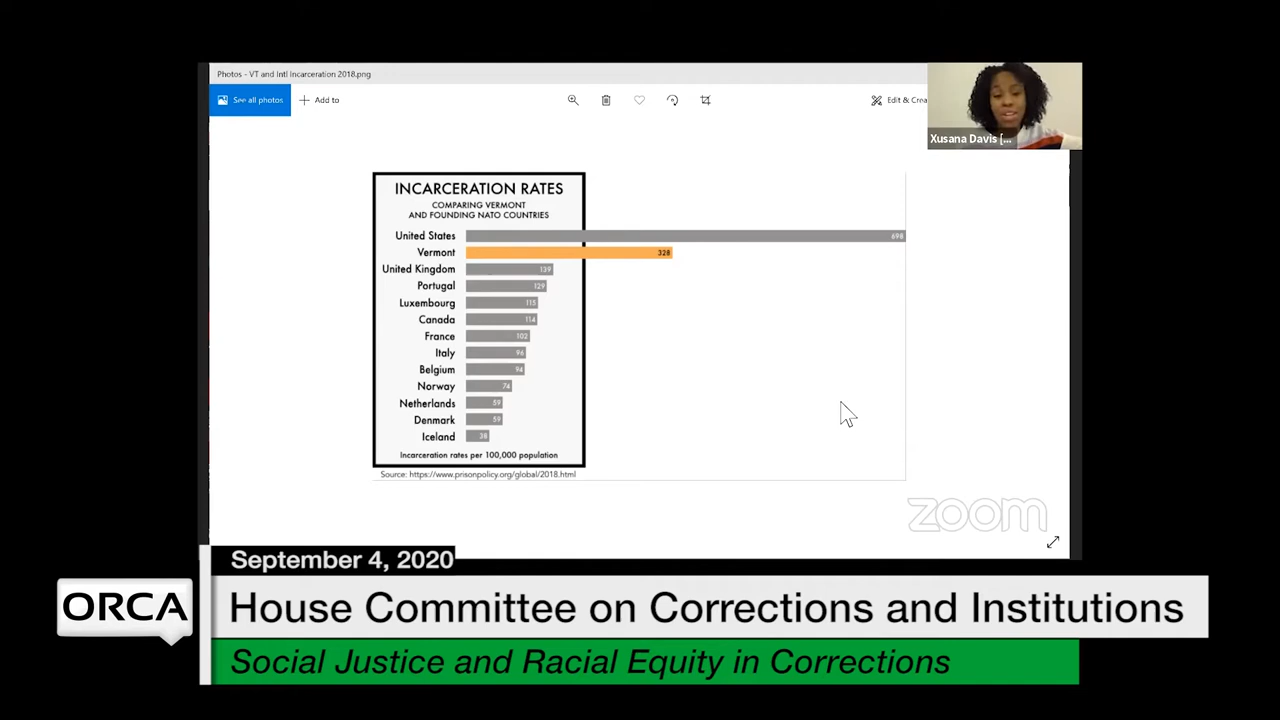 Photos - VT and Intl Incarceration 2018.png
See all photos
Add to
Edit & Crea
Xusana Davis [...
INCARCERATION RATES
COMPARING VERMONT
AND FOUNDING NATO COUNTRIES
United States 698
Vermont 328
United Kingdom 139
Portugal 129
Luxembourg 115
Canada 114
France 102
Italy 96
Belgium 94
Norway 74
Netherlands 59
Denmark 59
Iceland 38
Incarceration rates per 100,000 population
Source: https://www.prisonpolicy.org/global/2018.html
zoom
September 4, 2020
ORCA
House Committee on Corrections and Institutions
Social Justice and Racial Equity in Corrections